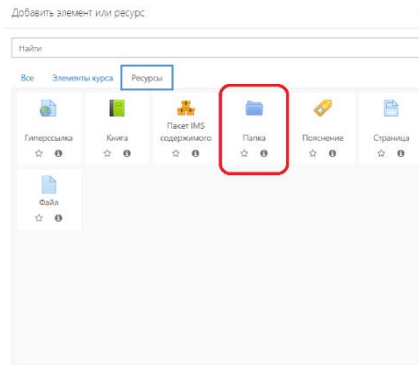 Добавить элемент или ресурс
Найти
Все Элементы курса Ресурсы
Гиперссылка
Книга
Пакет IMS
содержимого
Папка
Пояснение
Страница
Файл